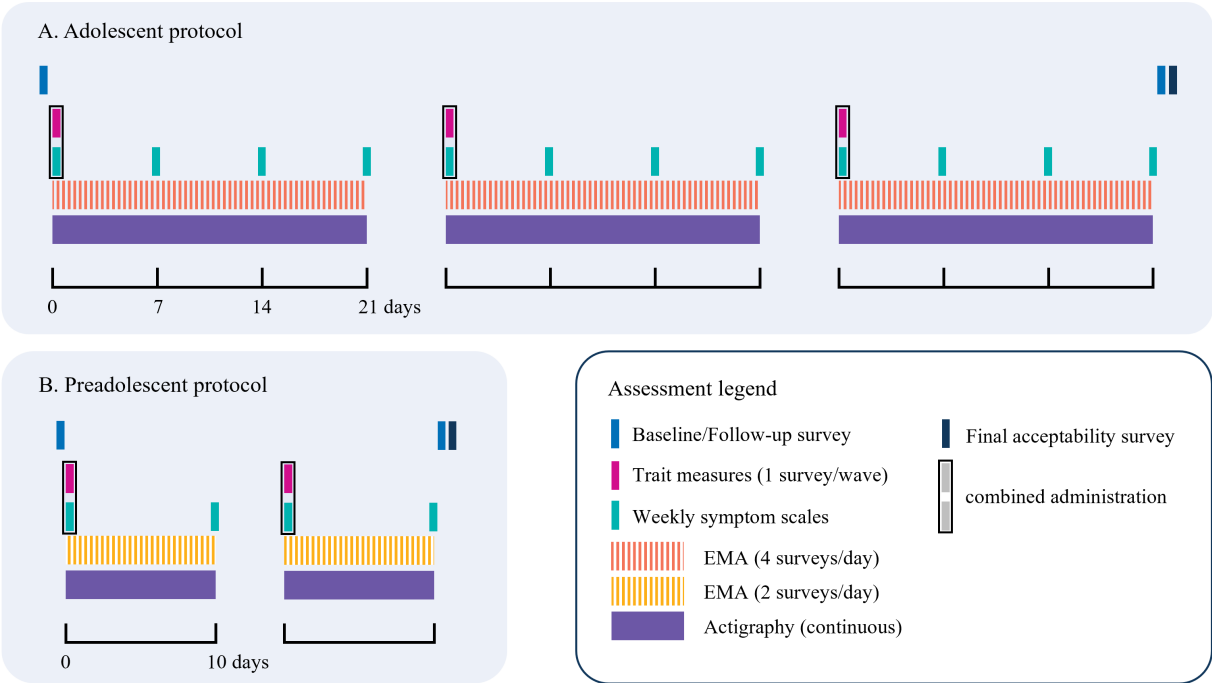 A. Adolescent protocol
0 7 14 21 days
B. Preadolescent protocol
0 10 days
Assessment legend
Baseline/Follow-up survey
Trait measures (1 survey/wave)
Weekly symptom scales
EMA (4 surveys/day)
EMA (2 surveys/day)
Actigraphy (continuous)
Final acceptability survey
combined administration